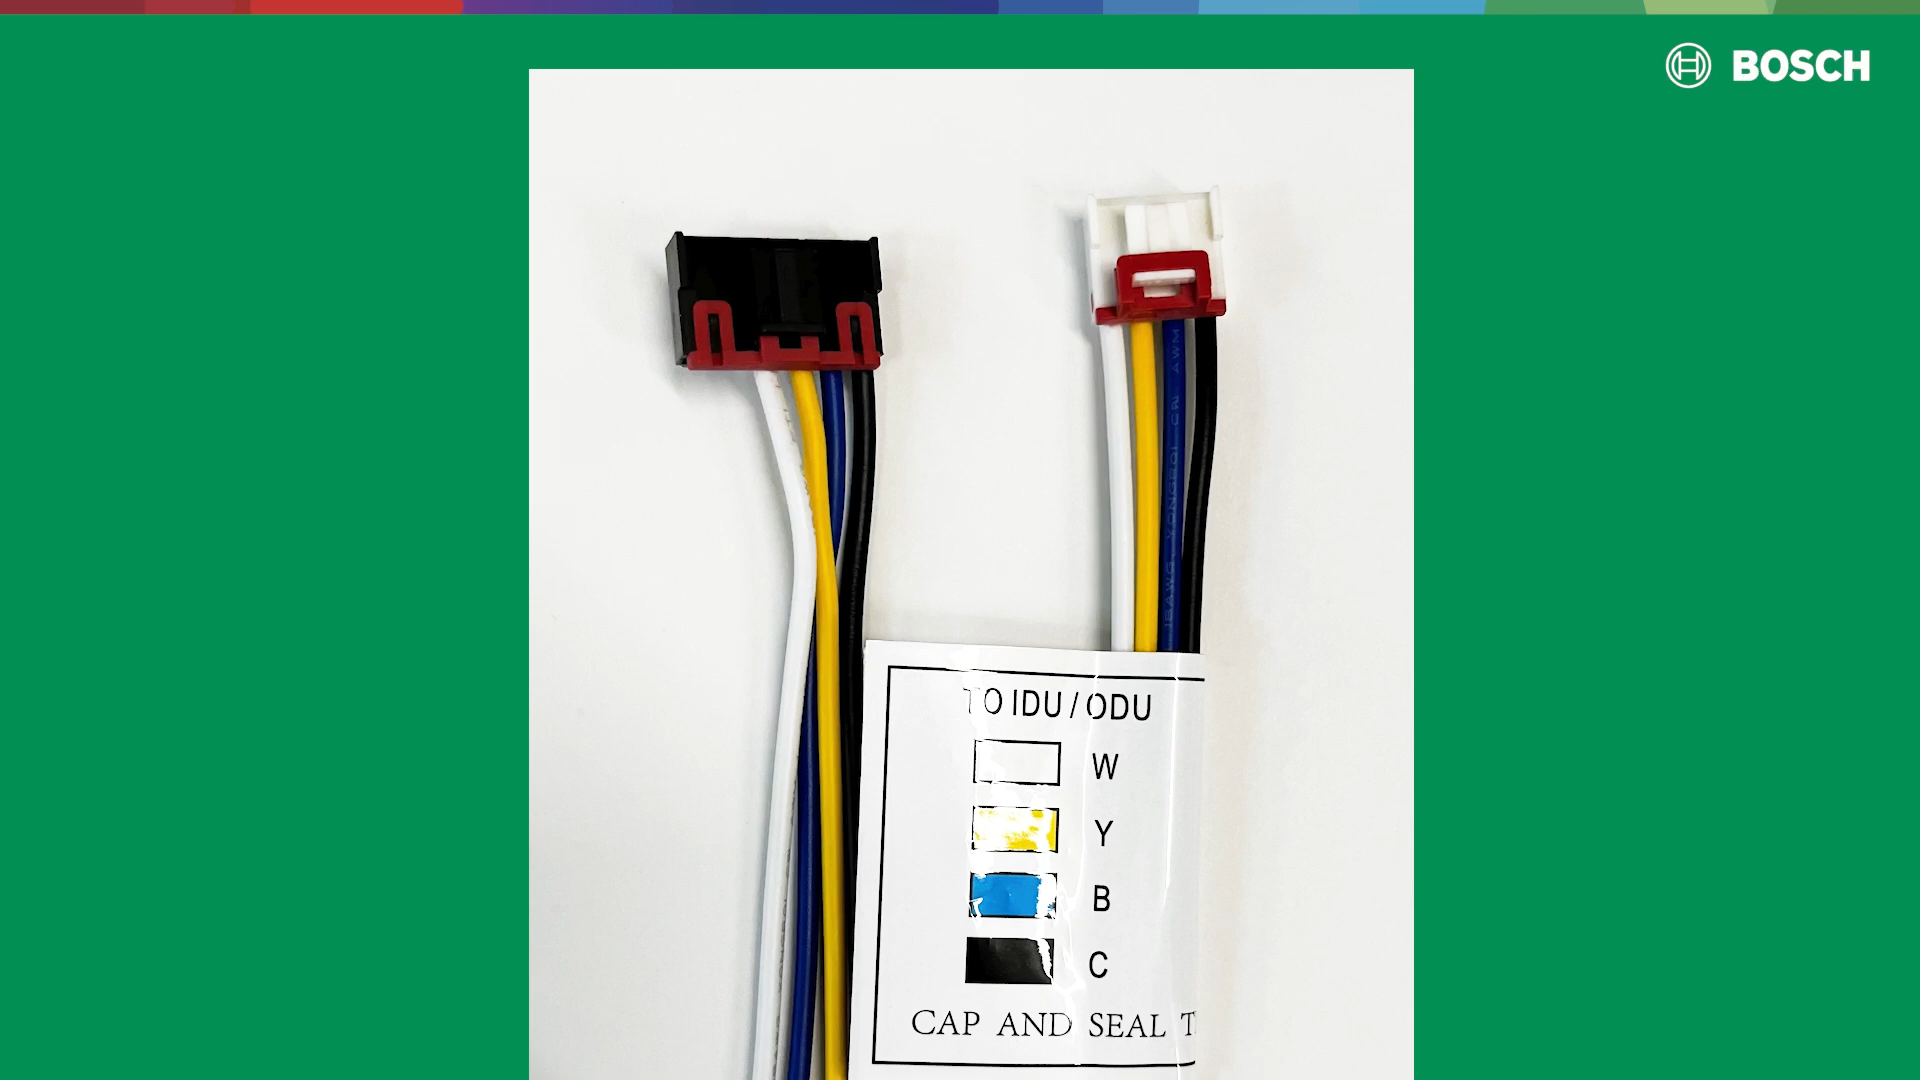 BOSCH
TO IDU / ODU
W
Y
B
C
CAP AND SEAL